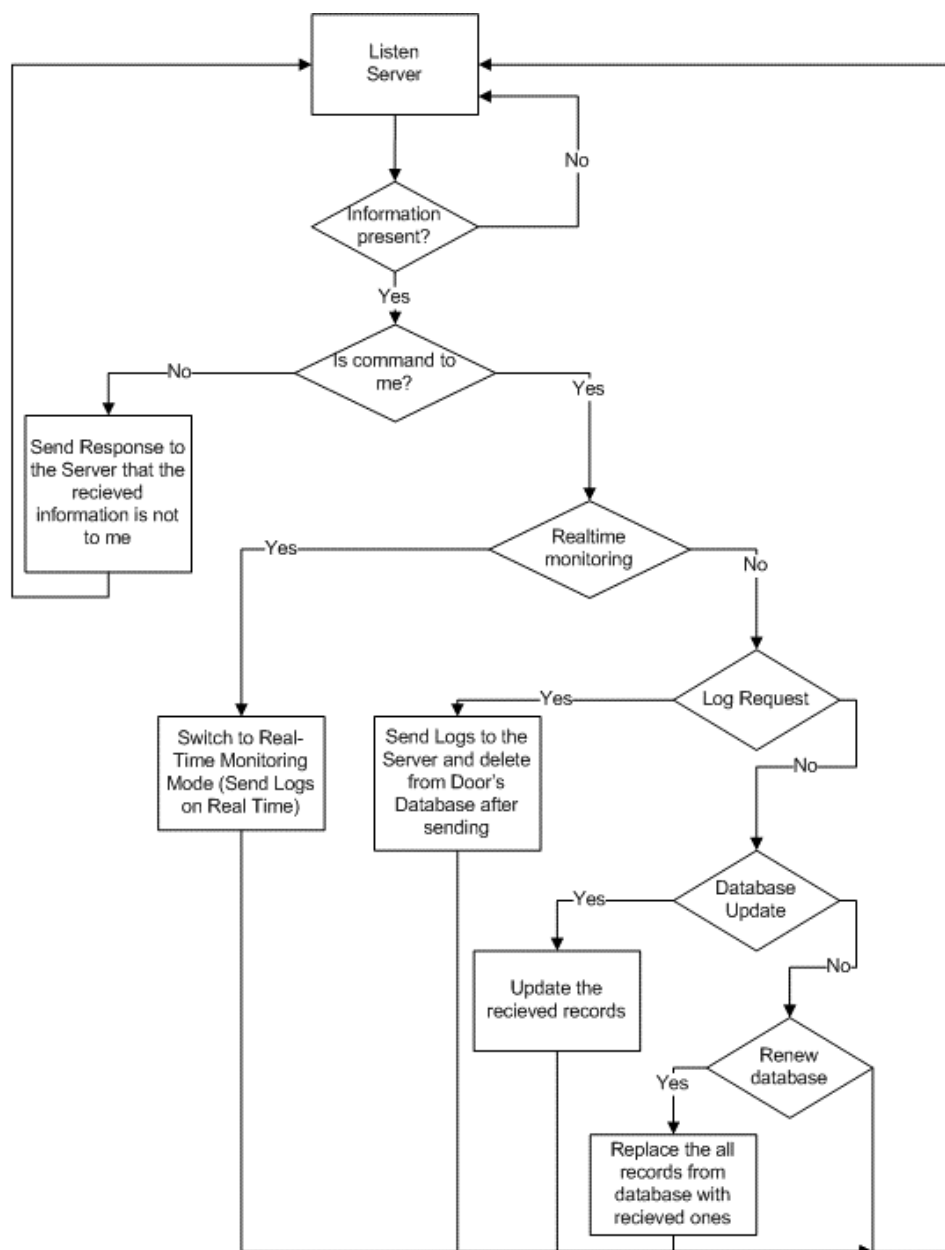 Listen
Server
No
Information
present?
Yes
Is command to
me?
No
Yes
Send Response to
the Server that the
recieved
information is not
to me
Realtime
monitoring
Yes
No
Log Request
Yes
Switch to Real-
Time Monitoring
Mode (Send Logs
on Real Time)
Send Logs to the
Server and delete
from Door's
Database after
sending
No
Database
Update
Yes
No
Update the
recieved records
Renew
database
Yes
Replace the all
records from
database with
recieved ones